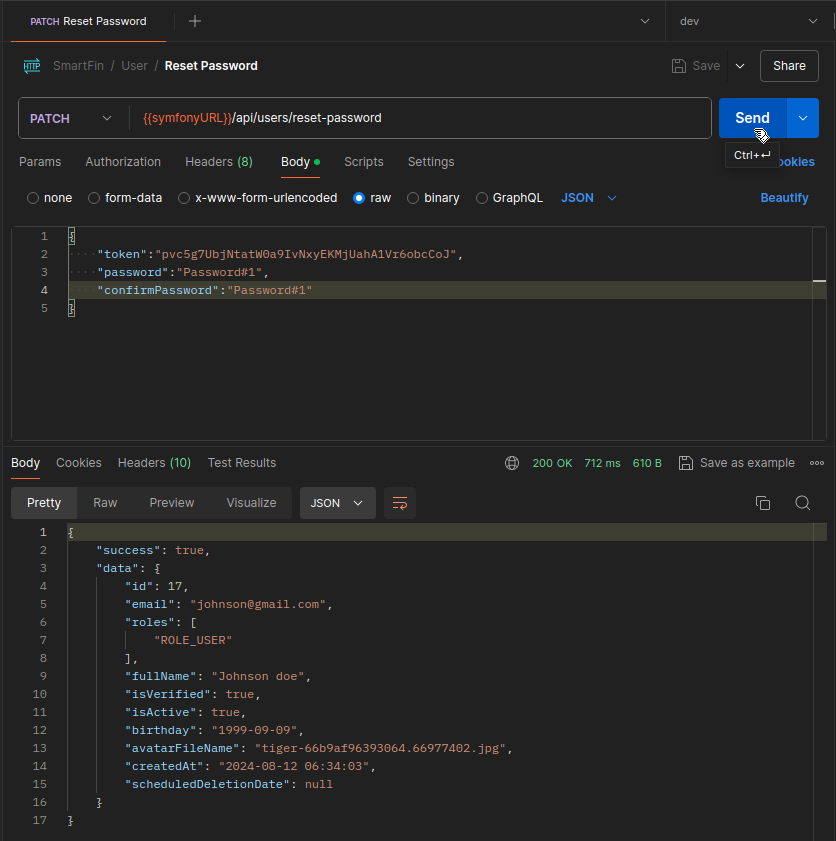 PATCH Reset Password
dev
HTTP SmartFin / User / Reset Password Save Share
PATCH {{symfonyURL}}/api/users/reset-password Send
Ctrl+↵
Params Authorization Headers (8) Body Scripts Settings ookies
none form-data x-www-form-urlencoded raw binary GraphQL JSON Beautify
1 {
2 ····"token":"pvc5g7UbjNtatW0a9IvNxyEKMjUahA1Vr6obcCoJ",
3 ····"password":"Password#1",
4 "confirmPassword":"Password#1"
5 }
Body Cookies Headers (10) Test Results 200 OK 712 ms 610 B Save as example
Pretty Raw Preview Visualize JSON
1 {
2 "success": true,
3 "data": {
4 "id": 17,
5 "email": "johnson@gmail.com",
6 "roles": [
7 "ROLE_USER"
8 ],
9 "fullName": "Johnson doe",
10 "isVerified": true,
11 "isActive": true,
12 "birthday": "1999-09-09",
13 "avatarFileName": "tiger-66b9af96393064.66977402.jpg",
14 "createdAt": "2024-08-12 06:34:03",
15 "scheduledDeletionDate": null
16 }
17 }